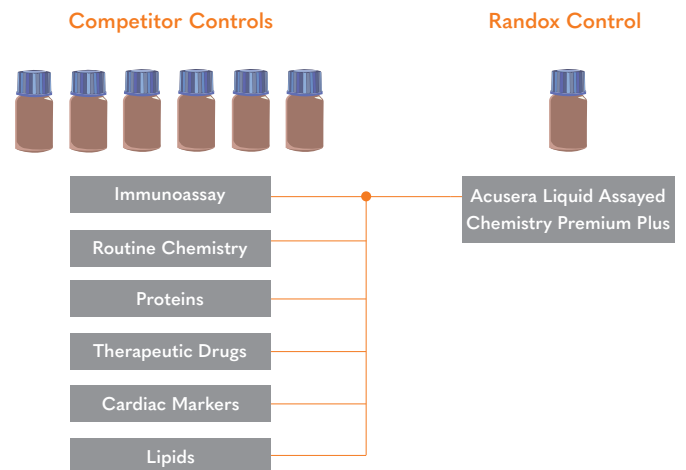 Competitor Controls
Randox Control
Immunoassay
Routine Chemistry
Proteins
Therapeutic Drugs
Cardiac Markers
Lipids
Acusera Liquid Assayed
Chemistry Premium Plus